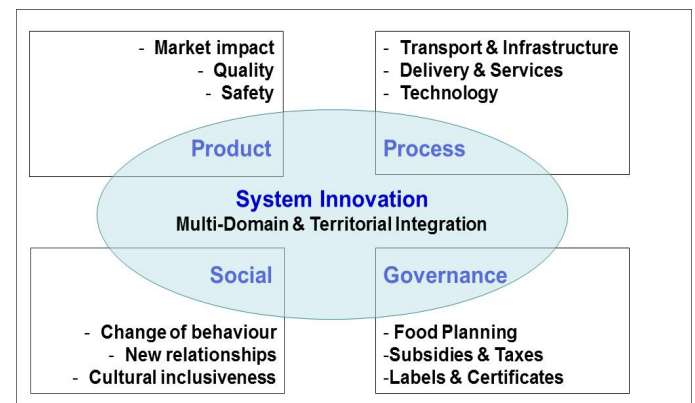 - Market impact
- Quality
- Safety
Product
- Transport & Infrastructure
- Delivery & Services
- Technology
Process
System Innovation
Multi-Domain & Territorial Integration
Social
- Change of behaviour
- New relationships
- Cultural inclusiveness
Governance
- Food Planning
-Subsidies & Taxes
-Labels & Certificates